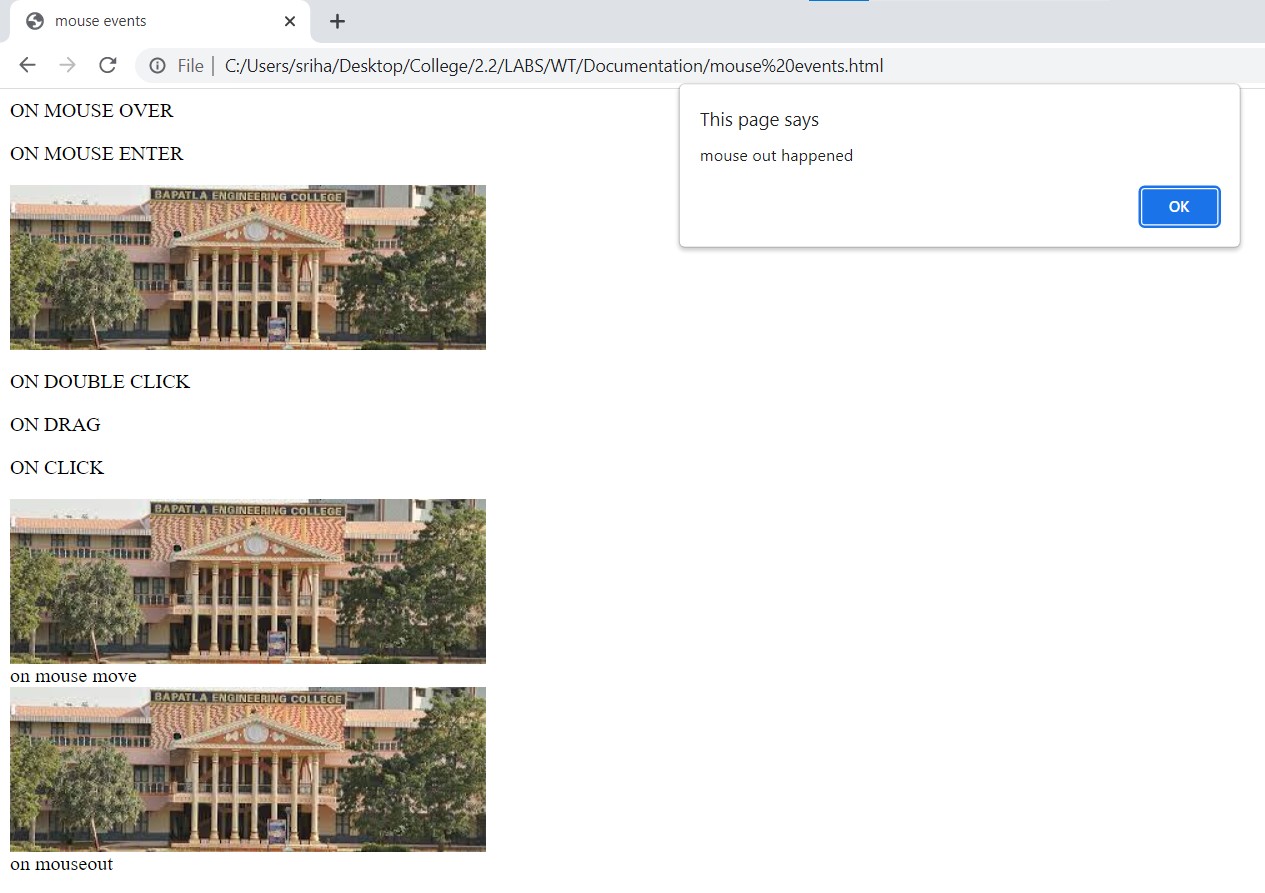 mouse events
File | C:/Users/sriha/Desktop/College/2.2/LABS/WT/Documentation/mouse%20events.html
This page says
mouse out happened
OK
ON MOUSE OVER
ON MOUSE ENTER
BAPATLA ENGINEERING COLLEGE
ON DOUBLE CLICK
ON DRAG
ON CLICK
BAPATLA ENGINEERING COLLEGE
on mouse move
BAPATLA ENGINEERING COLLEGE
on mouseout